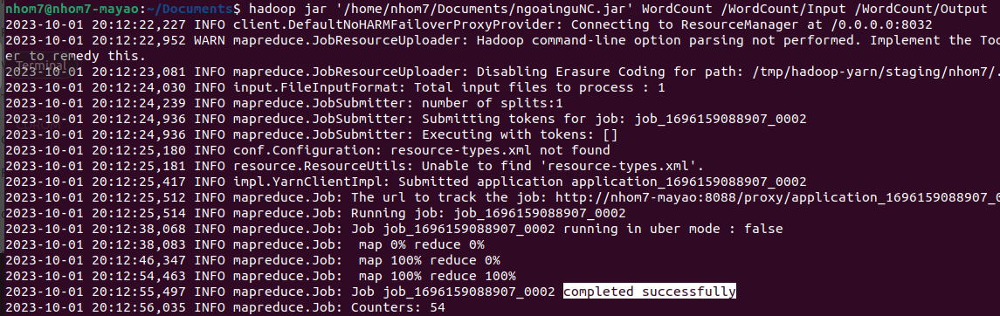 nhom7@nhom7-mayao:~/Documents$ hadoop jar '/home/nhom7/Documents/ngoainguNC.jar' WordCount /WordCount/Input /WordCount/Output
2023-10-01 20:12:22,227 INFO client.DefaultNoHARMFailoverProxyProvider: Connecting to ResourceManager at /0.0.0.0:8032
2023-10-01 20:12:22,952 WARN mapreduce.JobResourceUploader: Hadoop command-line option parsing not performed. Implement the Too
er to remedy this.
Terminal
2023-10-01 20:12:23,081 INFO mapreduce.JobResourceUploader: Disabling Erasure Coding for path: /tmp/hadoop-yarn/staging/nhom7/.
2023-10-01 20:12:24,030 INFO input.FileInputFormat: Total input files to process : 1
2023-10-01 20:12:24,239 INFO mapreduce.JobSubmitter: number of splits:1
2023-10-01 20:12:24,936 INFO mapreduce.JobSubmitter: Submitting tokens for job: job_1696159088907_0002
2023-10-01 20:12:24,936 INFO mapreduce.JobSubmitter: Executing with tokens: []
2023-10-01 20:12:25,180 INFO conf.Configuration: resource-types.xml not found
2023-10-01 20:12:25,181 INFO resource.ResourceUtils: Unable to find 'resource-types.xml'.
2023-10-01 20:12:25,417 INFO impl.YarnClientImpl: Submitted application application_1696159088907_0002
2023-10-01 20:12:25,512 INFO mapreduce.Job: The url to track the job: http://nhom7-mayao:8088/proxy/application_1696159088907_0
2023-10-01 20:12:25,514 INFO mapreduce.Job: Running job: job_1696159088907_0002
2023-10-01 20:12:38,068 INFO mapreduce.Job: Job job_1696159088907_0002 running in uber mode : false
2023-10-01 20:12:38,083 INFO mapreduce.Job:  map 0% reduce 0%
2023-10-01 20:12:46,347 INFO mapreduce.Job:  map 100% reduce 0%
2023-10-01 20:12:54,463 INFO mapreduce.Job:  map 100% reduce 100%
2023-10-01 20:12:55,497 INFO mapreduce.Job: Job job_1696159088907_0002 completed successfully
2023-10-01 20:12:56,035 INFO mapreduce.Job: Counters: 54